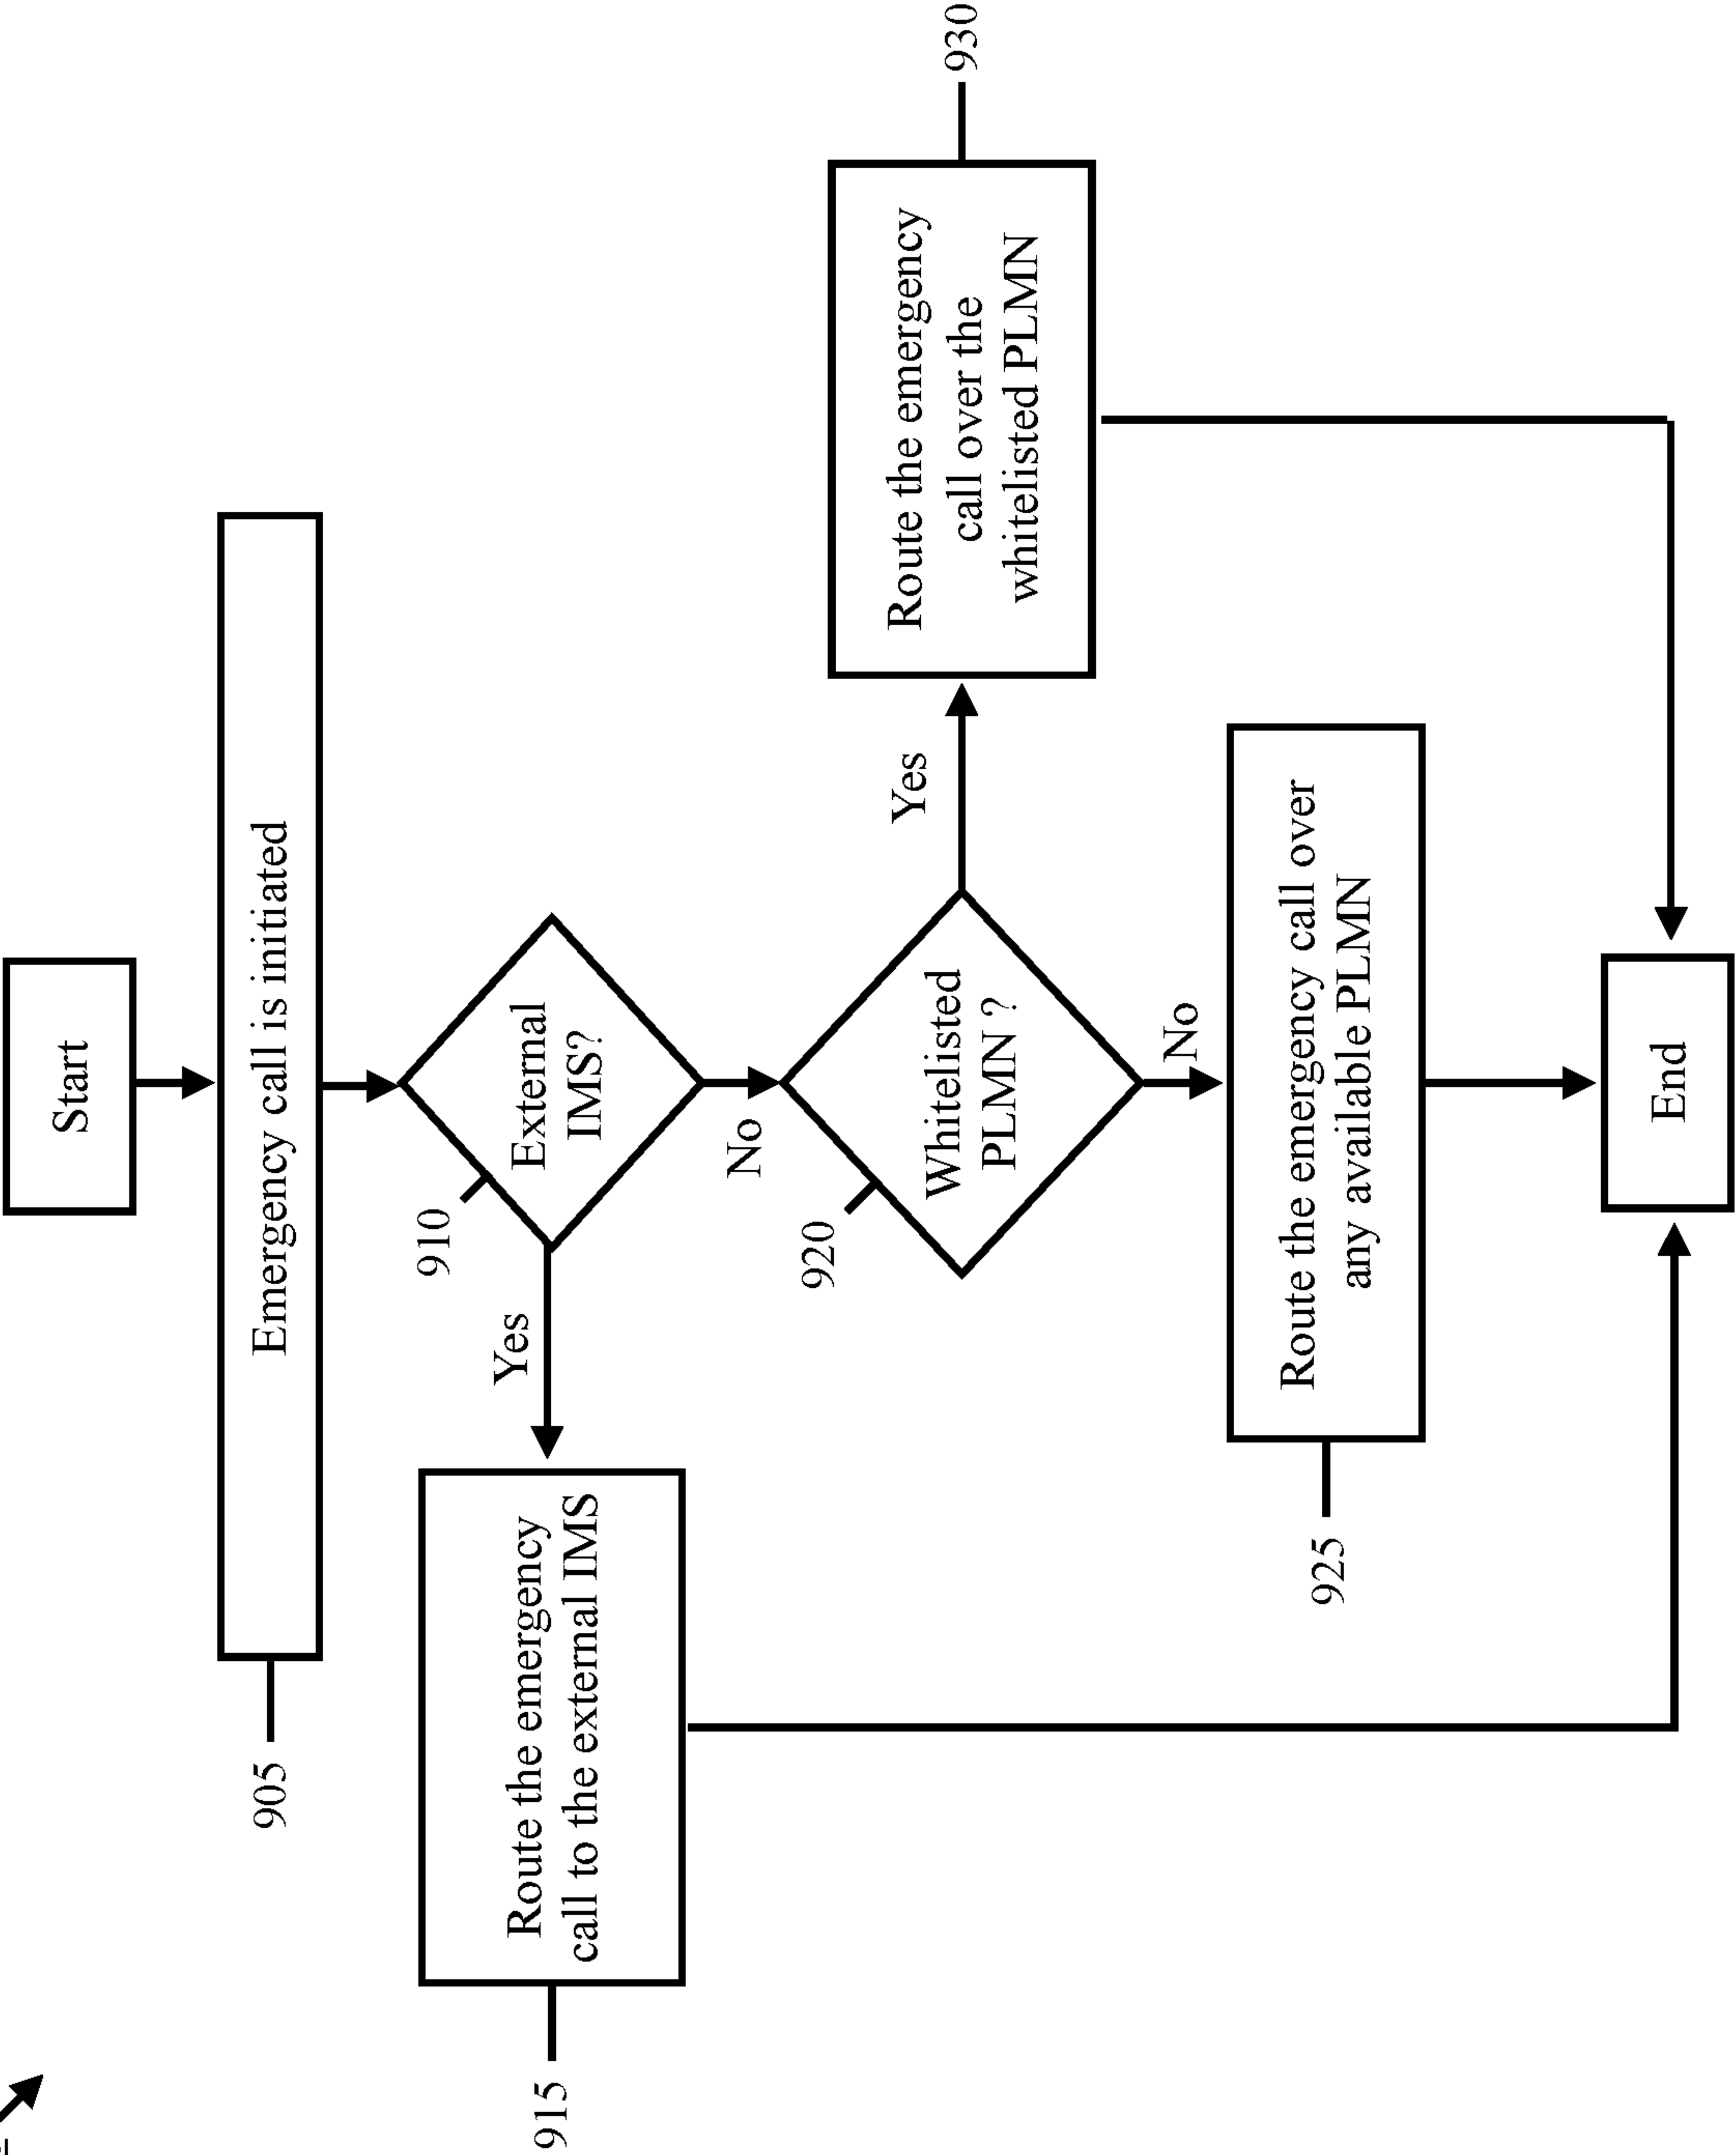 Start
Emergency call is initiated
905
910
External
IMS?
Yes
Route the emergency
call to the external IMS
915
No
920
Whitelisted
PLMN ?
Yes
Route the emergency
call over the
whitelisted PLMN
930
No
Route the emergency call over
any available PLMN
925
End